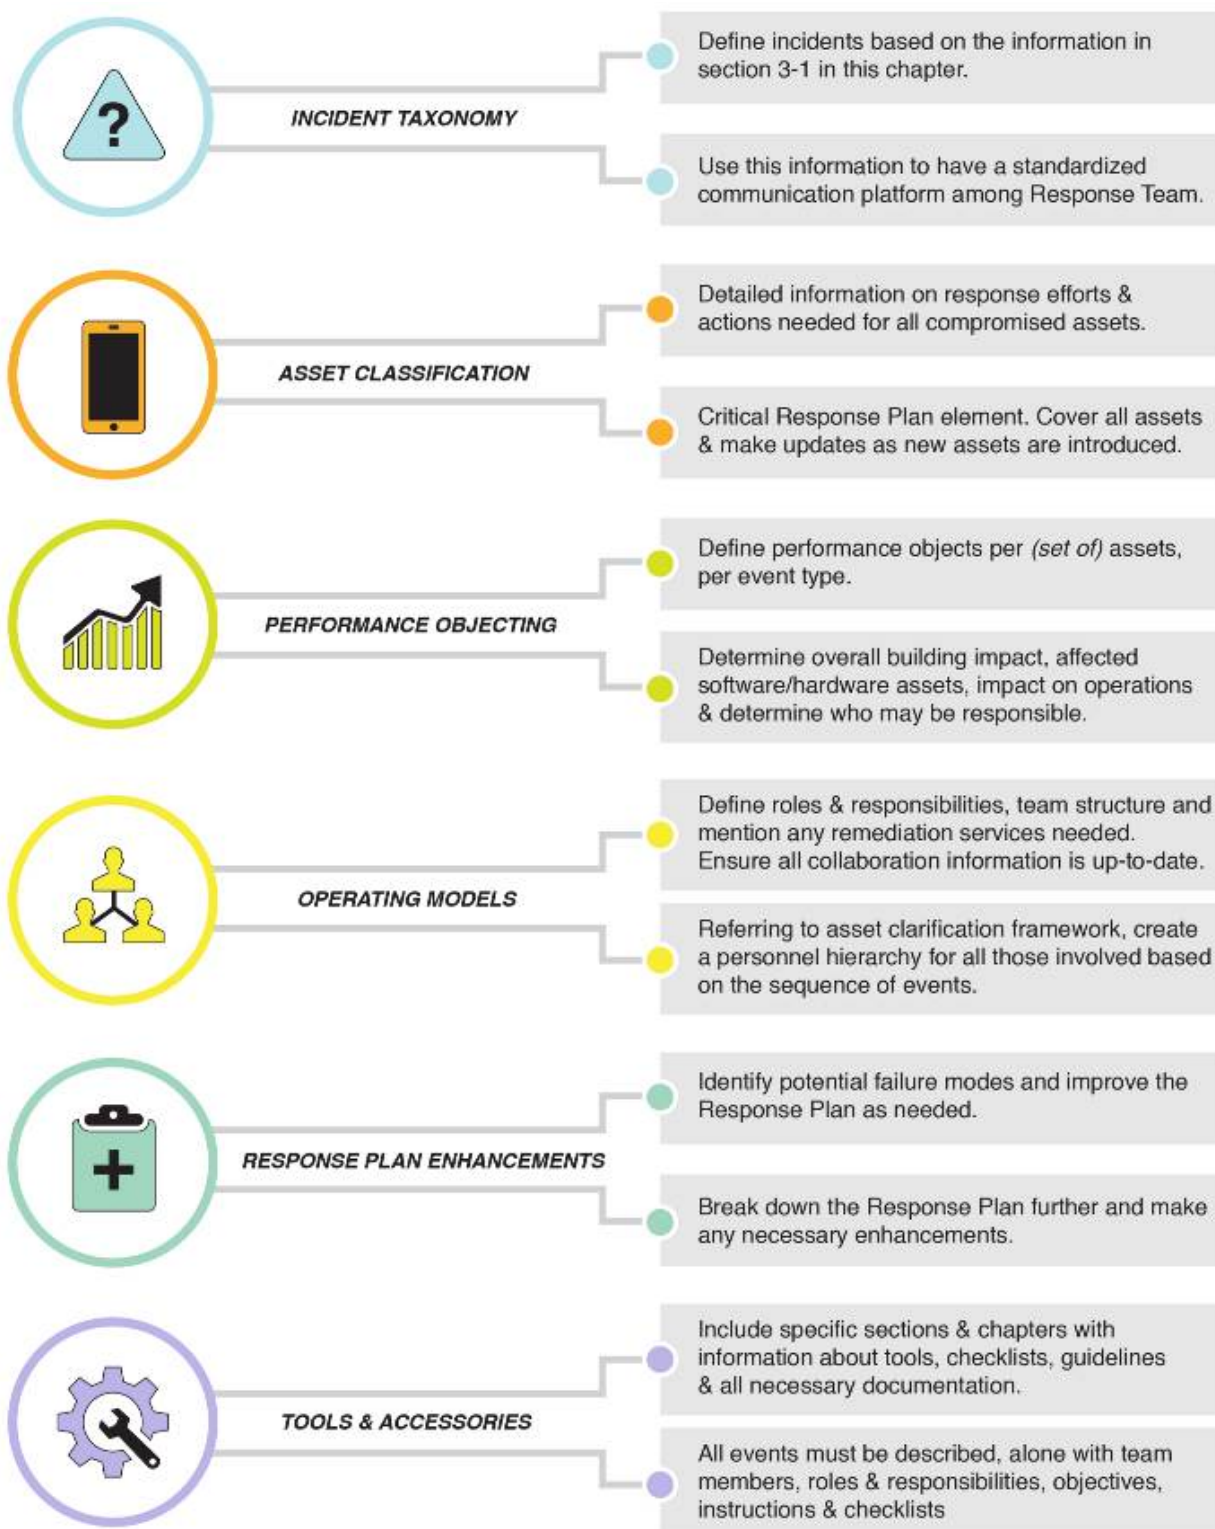 Define incidents based on the information in
section 3-1 in this chapter.
INCIDENT TAXONOMY
?
Use this information to have a standardized
communication platform among Response Team.
Detailed information on response efforts &
actions needed for all compromised assets.
ASSET CLASSIFICATION
Critical Response Plan element. Cover all assets
& make updates as new assets are introduced.
Define performance objects per (set of) assets,
per event type.
PERFORMANCE OBJECTING
Determine overall building impact, affected
software/hardware assets, impact on operations
& determine who may be responsible.
Define roles & responsibilities, team structure and
mention any remediation services needed.
Ensure all collaboration information is up-to-date.
OPERATING MODELS
Referring to asset clarification framework, create
a personnel hierarchy for all those involved based
on the sequence of events.
Identify potential failure modes and improve the
Response Plan as needed.
RESPONSE PLAN ENHANCEMENTS
Break down the Response Plan further and make
any necessary enhancements.
Include specific sections & chapters with
information about tools, checklists, guidelines
& all necessary documentation.
TOOLS & ACCESSORIES
All events must be described, alone with team
members, roles & responsibilities, objectives,
instructions & checklists